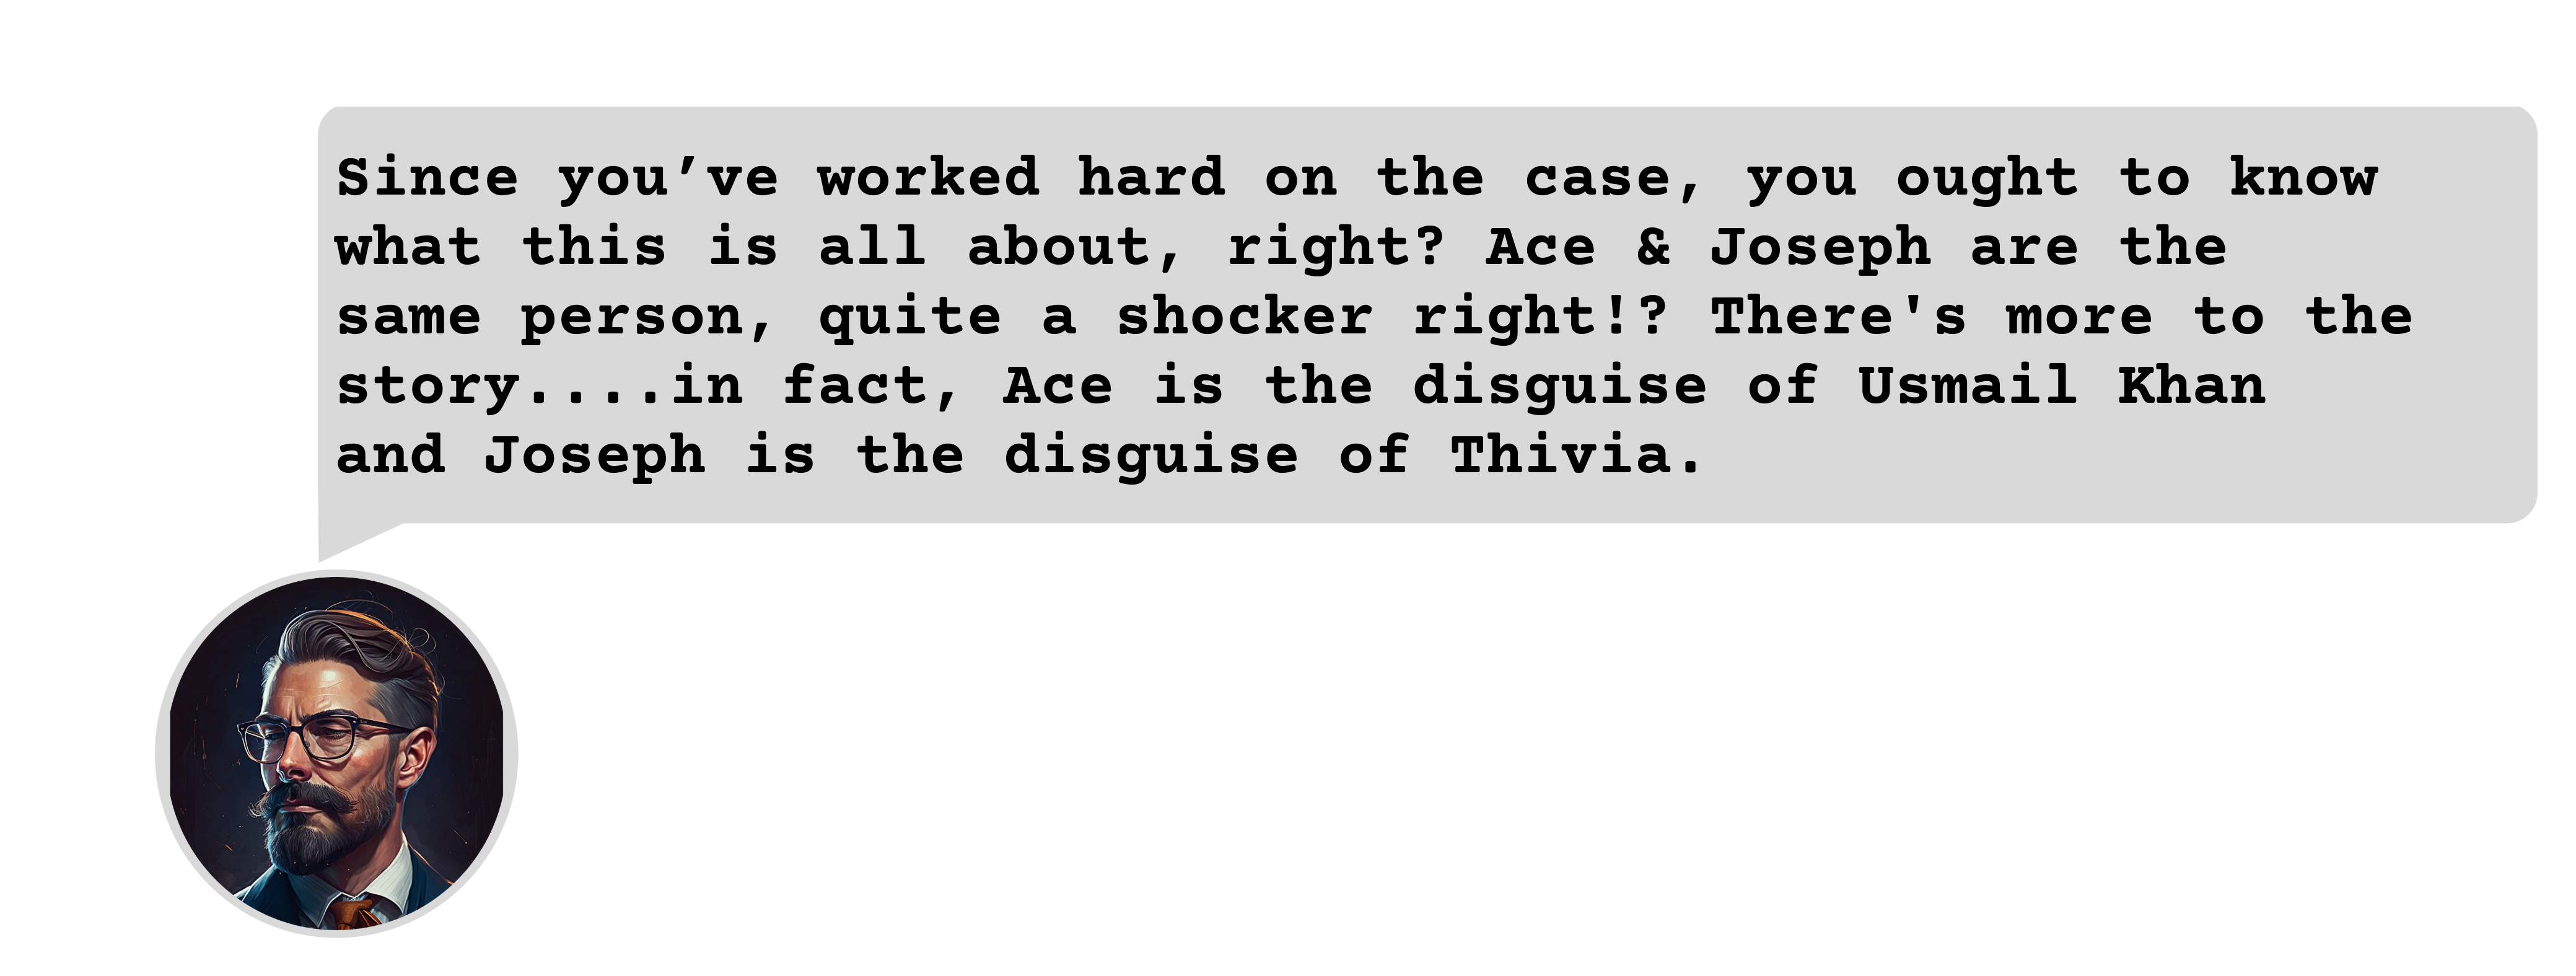 Since you’ve worked hard on the case, you ought to know
what this is all about, right? Ace & Joseph are the
same person, quite a shocker right!? There's more to the
story....in fact, Ace is the disguise of Usmail Khan
and Joseph is the disguise of Thivia.